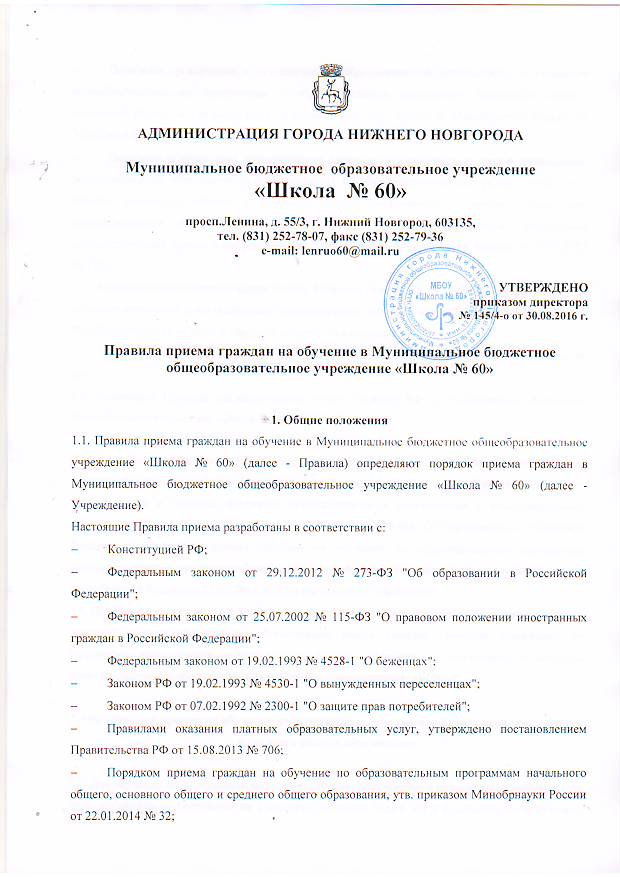 АДМИНИСТРАЦИЯ ГОРОДА НИЖНЕГО НОВГОРОДА
Муниципальное бюджетное образовательное учреждение
«Школа № 60»
просп.Ленина, д. 55/3, г. Нижний Новгород, 603135,
тел. (831) 252-78-07, факс (831) 252-79-36
e-mail: lenruo60@mail.ru
МБОУ
«Школа № 60»
УТВЕРЖДЕНО
приказом директора
№ 145/4-о от 30.08.2016 г.
Правила приема граждан на обучение в Муниципальное бюджетное
общеобразовательное учреждение «Школа № 60»
1. Общие положения
1.1. Правила приема граждан на обучение в Муниципальное бюджетное общеобразовательное
учреждение «Школа № 60» (далее - Правила) определяют порядок приема граждан в
Муниципальное бюджетное общеобразовательное учреждение «Школа № 60» (далее -
Учреждение).
Настоящие Правила приема разработаны в соответствии с:
– Конституцией РФ;
– Федеральным законом от 29.12.2012 № 273-ФЗ "Об образовании в Российской
Федерации";
– Федеральным законом от 25.07.2002 № 115-ФЗ "О правовом положении иностранных
граждан в Российской Федерации";
– Федеральным законом от 19.02.1993 № 4528-1 "О беженцах";
– Законом РФ от 19.02.1993 № 4530-1 "О вынужденных переселенцах";
– Законом РФ от 07.02.1992 № 2300-1 "О защите прав потребителей";
– Правилами оказания платных образовательных услуг, утверждено постановлением
Правительства РФ от 15.08.2013 № 706;
– Порядком приема граждан на обучение по образовательным программам начального
общего, основного общего и среднего общего образования, утв. приказом Минобрнауки России
от 22.01.2014 № 32;